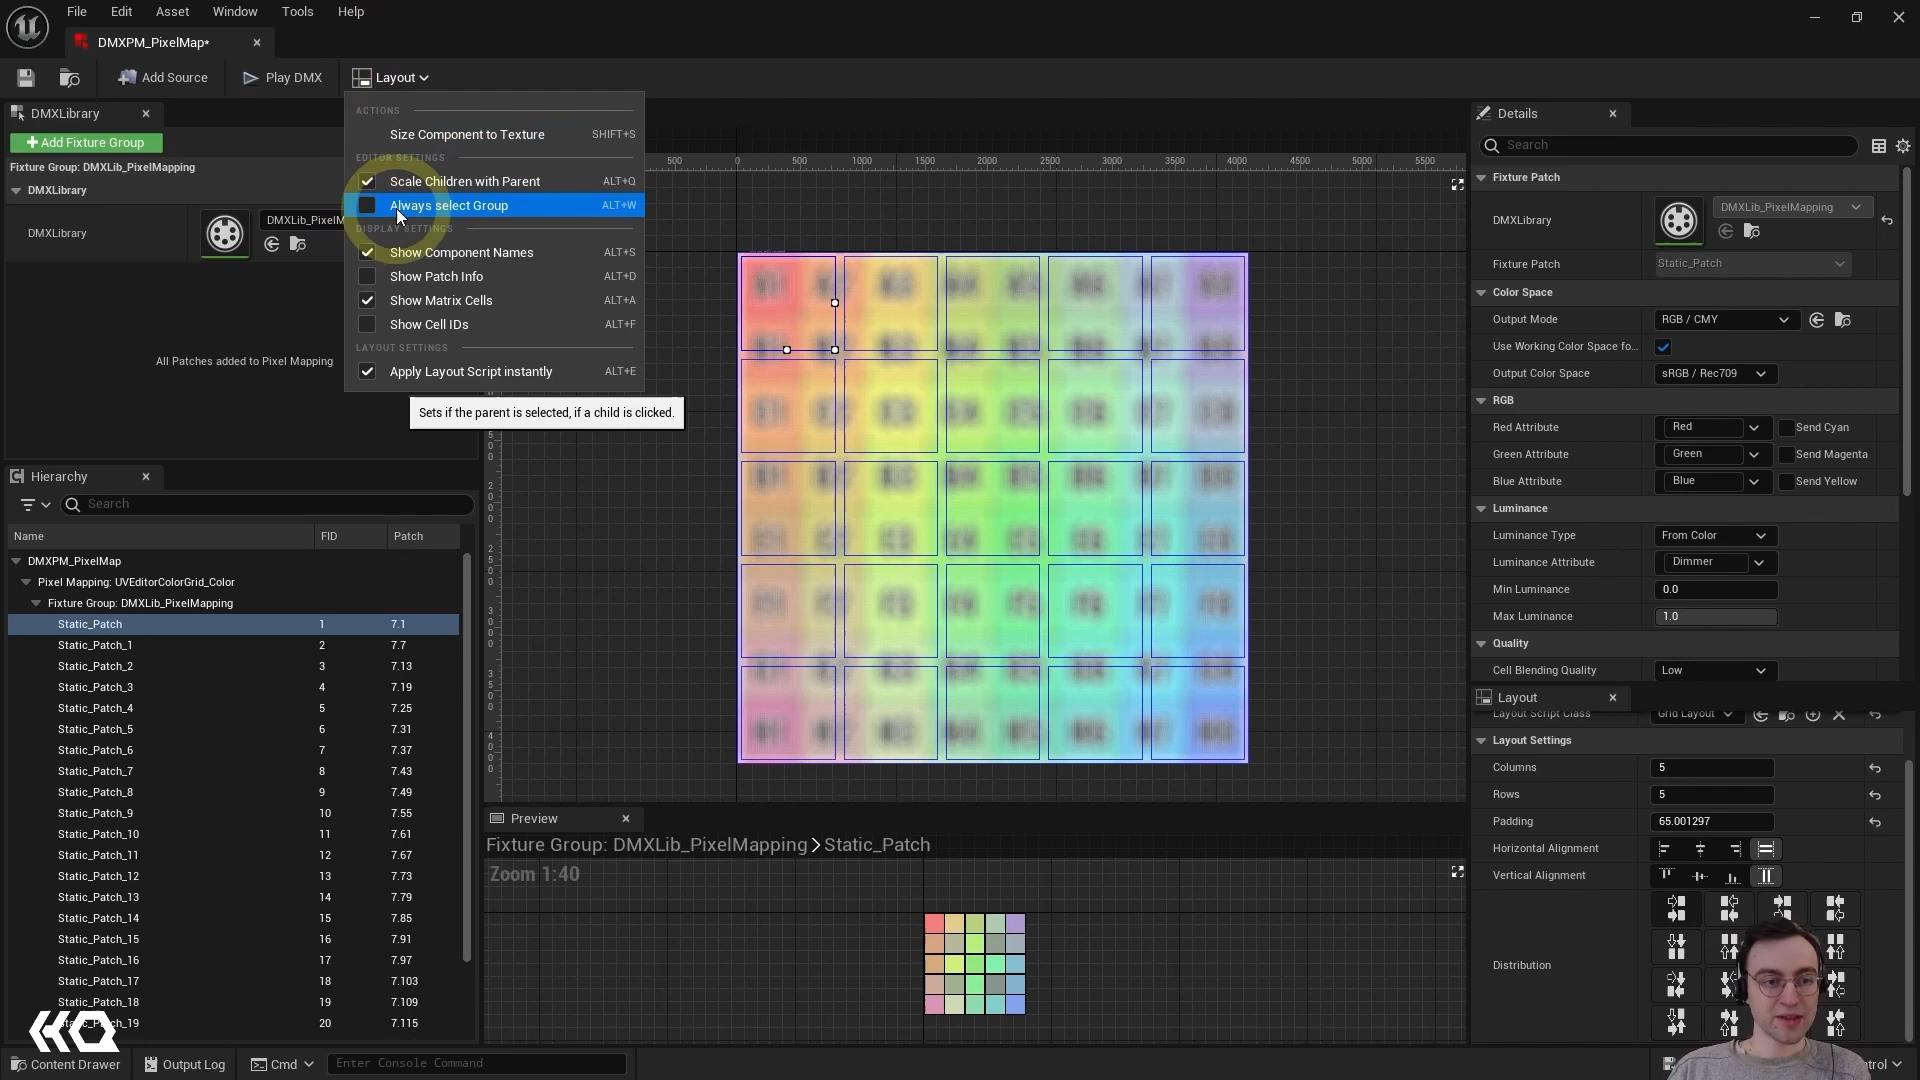 File Edit Asset Window Tools Help
DMXPM_PixelMap*
Add Source Play DMX Layout
DMXLibrary
Add Fixture Group
Fixture Group: DMXLib_PixelMapping
DMXLibrary
DMXLibrary
DMXLib_PixelM
All Patches added to Pixel Mapping
ACTIONS
Size Component to Texture SHIFT+S
EDITOR SETTINGS
Scale Children with Parent ALT+Q
Always select Group ALT+W
DISPLAY SETTINGS
Show Component Names ALT+S
Show Patch Info ALT+D
Show Matrix Cells ALT+A
Show Cell IDs ALT+F
LAYOUT SETTINGS
Apply Layout Script instantly ALT+E
Sets if the parent is selected, if a child is clicked.
500 0 500 1000 1500 2000 2500 3000 3500 4000 4500 5000 5500
Hierarchy
Search
Name FID Patch
DMXPM_PixelMap
Pixel Mapping: UVEditorColorGrid_Color
Fixture Group: DMXLib_PixelMapping
Static_Patch 1 7.1
Static_Patch_1 2 7.7
Static_Patch_2 3 7.13
Static_Patch_3 4 7.19
Static_Patch_4 5 7.25
Static_Patch_5 6 7.31
Static_Patch_6 7 7.37
Static_Patch_7 8 7.43
Static_Patch_8 9 7.49
Static_Patch_9 10 7.55
Static_Patch_10 11 7.61
Static_Patch_11 12 7.67
Static_Patch_12 13 7.73
Static_Patch_13 14 7.79
Static_Patch_14 15 7.85
Static_Patch_15 16 7.91
Static_Patch_16 17 7.97
Static_Patch_17 18 7.103
Static_Patch_18 19 7.109
Patch_19 20 7.115
HQ
Preview
Fixture Group: DMXLib_PixelMapping > Static_Patch
Zoom 1:40
Details
Search
Fixture Patch
DMXLibrary DMXLib_PixelMapping
Fixture Patch Static_Patch
Color Space
Output Mode RGB / CMY
Use Working Color Space fo...
Output Color Space sRGB / Rec709
RGB
Red Attribute Red Send Cyan
Green Attribute Green Send Magenta
Blue Attribute Blue Send Yellow
Luminance
Luminance Type From Color
Luminance Attribute Dimmer
Min Luminance 0.0
Max Luminance 1.0
Quality
Cell Blending Quality Low
Layout
Layout Script Class Grid Layout
Layout Settings
Columns 5
Rows 5
Padding 65.001297
Horizontal Alignment
Vertical Alignment
Distribution
Content Drawer Output Log Cmd Enter Console Command